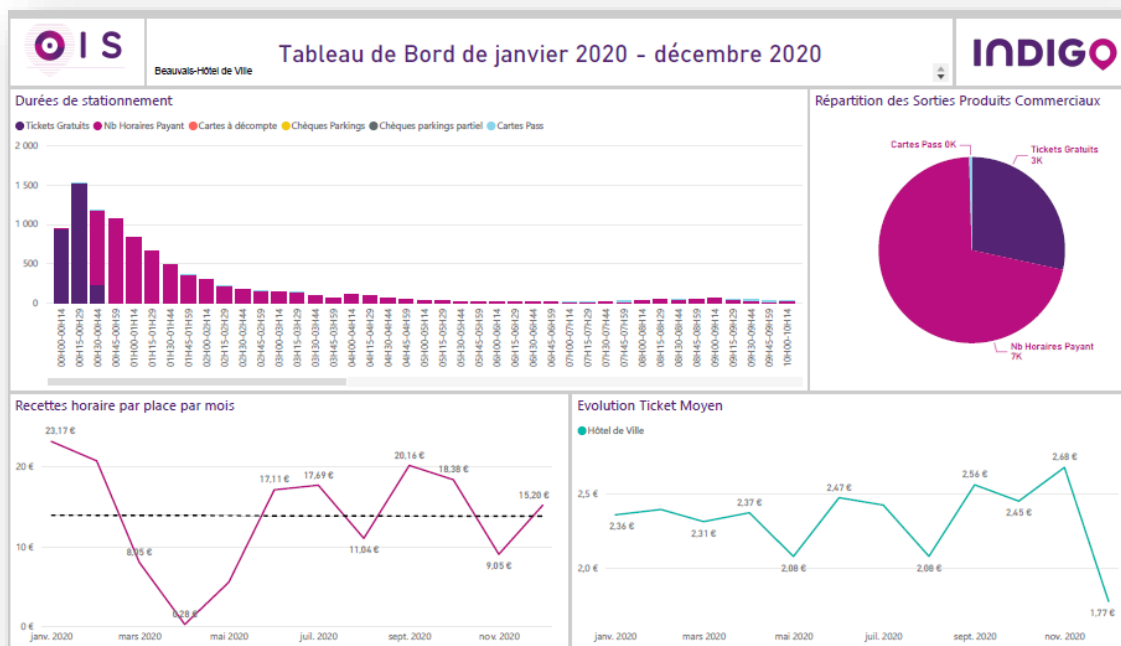 OIS
Beauvais-Hôtel de Ville
Tableau de Bord de janvier 2020 - décembre 2020
INDIGO
Durées de stationnement
Tickets Gratuits Nb Horaires Payant Cartes à décompte Chèques Parkings Chèques parkings partiel Cartes Pass
2 000
1 500
1 000
500
0
00H00-00H14
00H15-00H29
00H30-00H44
00H45-00H59
01H00-01H14
01H15-01H29
01H30-01H44
01H45-01H59
02H00-02H14
02H15-02H29
02H30-02H44
02H45-02H59
03H00-03H14
03H15-03H29
03H30-03H44
03H45-03H59
04H00-04H14
04H15-04H29
04H30-04H44
04H45-04H59
05H00-05H14
05H15-05H29
05H30-05H44
05H45-05H59
06H00-06H14
06H15-06H29
06H30-06H44
06H45-06H59
07H00-07H14
07H15-07H29
07H30-07H44
07H45-07H59
08H00-08H14
08H15-08H29
08H30-08H44
08H45-08H59
09H00-09H14
09H15-09H29
09H30-09H44
09H45-09H59
10H00-10H14
Répartition des Sorties Produits Commerciaux
Cartes Pass 0K
Tickets Gratuits
3K
Nb Horaires Payant
7K
Recettes horaire par place par mois
23,17 €
20 €
10 €
0 €
8,05 €
0,28 €
17,11 €
17,69 €
11,04 €
20,16 €
18,38 €
9,05 €
15,20 €
janv. 2020 mars 2020 mai 2020 juil. 2020 sept. 2020 nov. 2020
Evolution Ticket Moyen
Hôtel de Ville
2,5 €
2,0 €
2,36 €
2,31 €
2,37 €
2,08 €
2,47 €
2,08 €
2,56 €
2,45 €
2,68 €
1,77 €
janv. 2020 mars 2020 mai 2020 juil. 2020 sept. 2020 nov. 2020